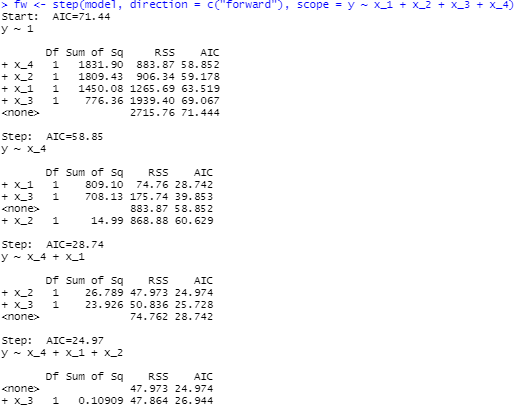 > fw <- step(model, direction = c("forward"), scope = y ~ x_1 + x_2 + x_3 + x_4)
Start:  AIC=71.44
y ~ 1
       Df Sum of Sq     RSS    AIC
+ x_4   1   1831.90  883.87 58.852
+ x_2   1   1809.43  906.34 59.178
+ x_1   1   1450.08 1265.69 63.519
+ x_3   1    776.36 1939.40 69.067
<none>              2715.76 71.444
Step:  AIC=58.85
y ~ x_4
       Df Sum of Sq    RSS    AIC
+ x_1   1    809.10  74.76 28.742
+ x_3   1    708.13 175.74 39.853
<none>              883.87 58.852
+ x_2   1     14.99 868.88 60.629
Step:  AIC=28.74
y ~ x_4 + x_1
       Df Sum of Sq    RSS    AIC
+ x_2   1    26.789 47.973 24.974
+ x_3   1    23.926 50.836 25.728
<none>              74.762 28.742
Step:  AIC=24.97
y ~ x_4 + x_1 + x_2
       Df Sum of Sq    RSS    AIC
<none>              47.973 24.974
+ x_3   1   0.10909 47.864 26.944